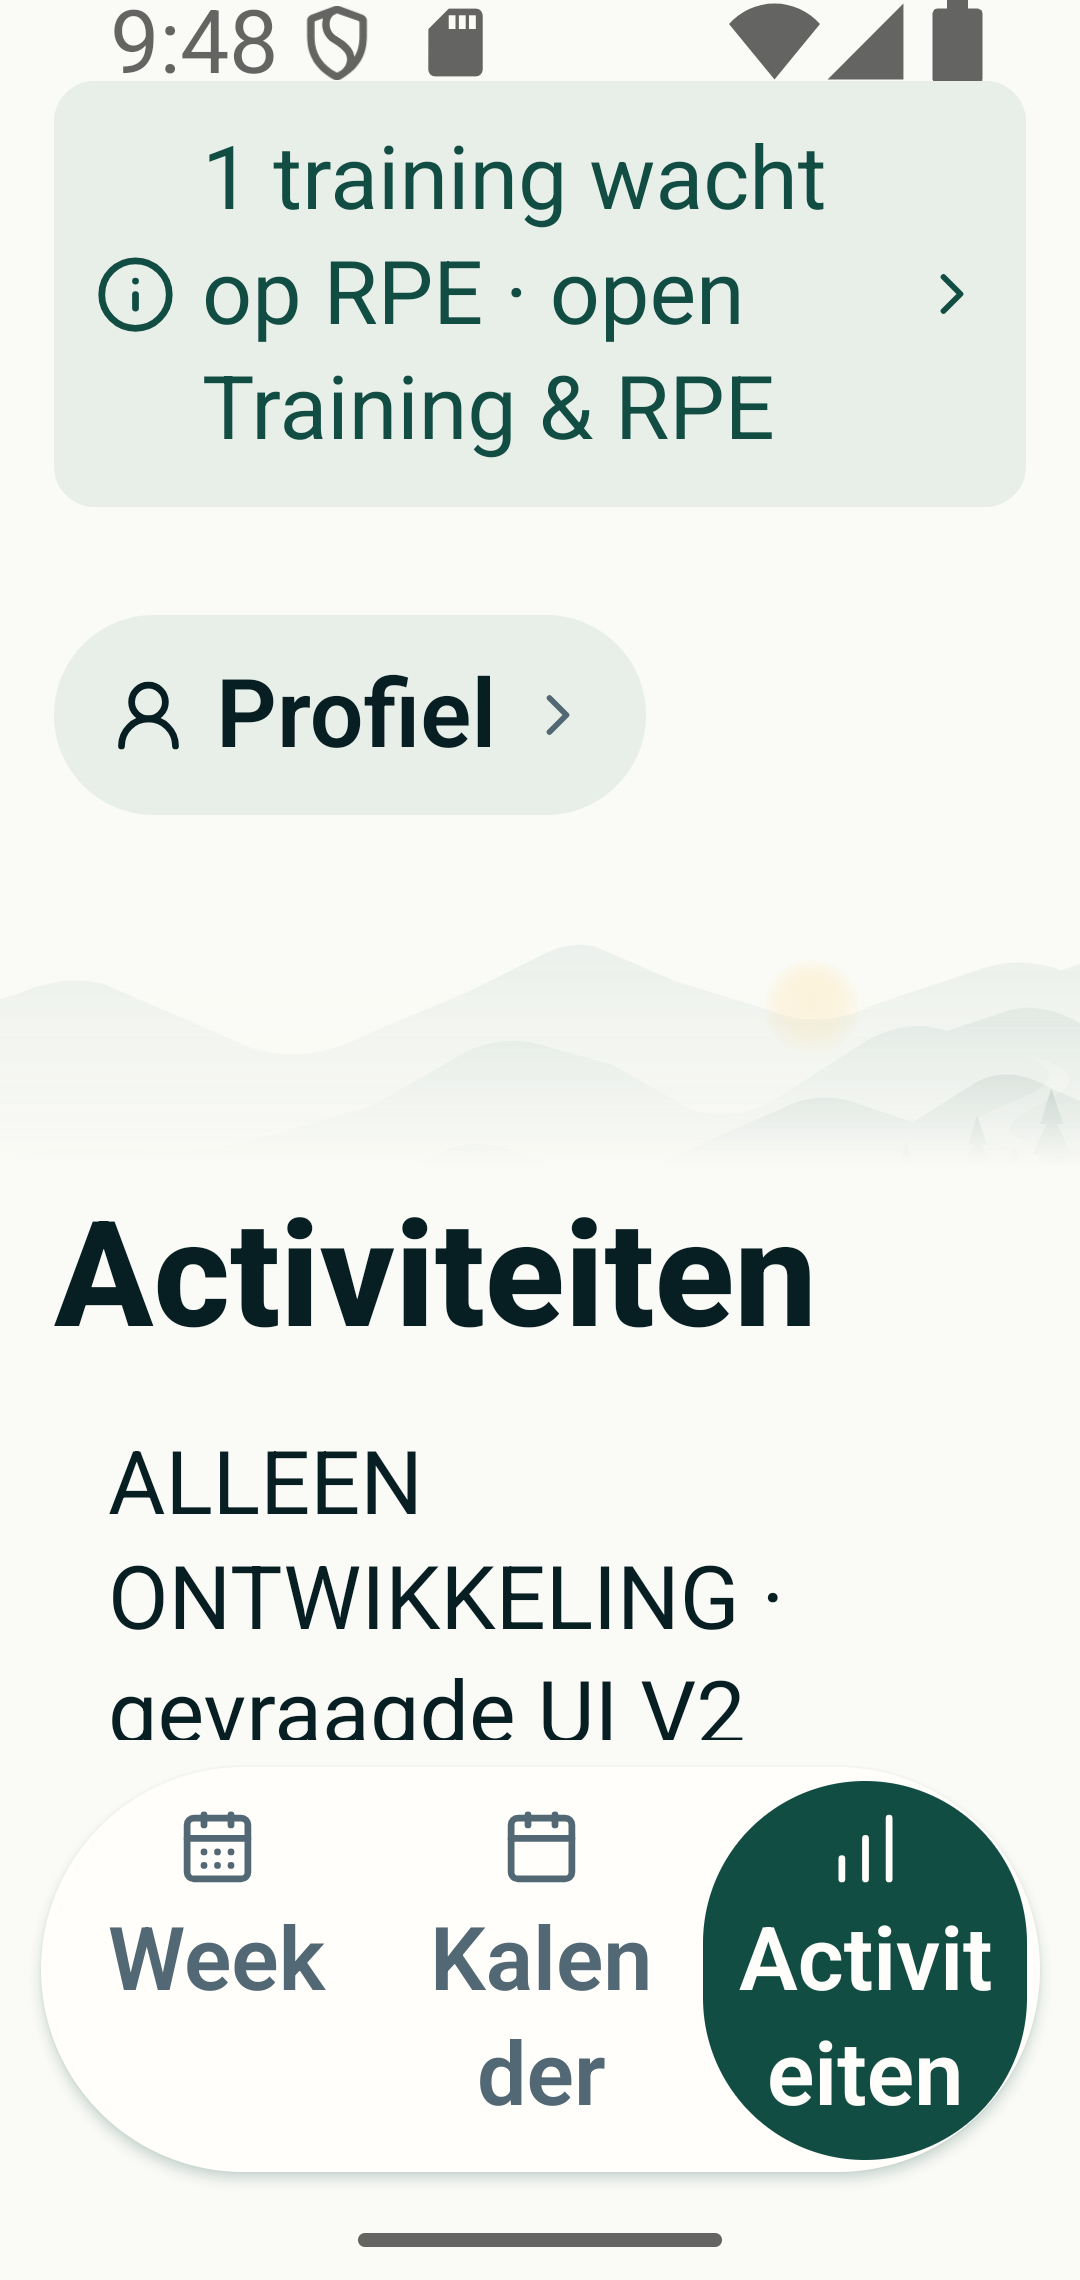 9:48
1 training wacht
op RPE · open
Training & RPE
Profiel
Activiteiten
ALLEEN
ONTWIKKELING ·
gevraagde UI V2
Week
Kalen
der
Activit
eiten